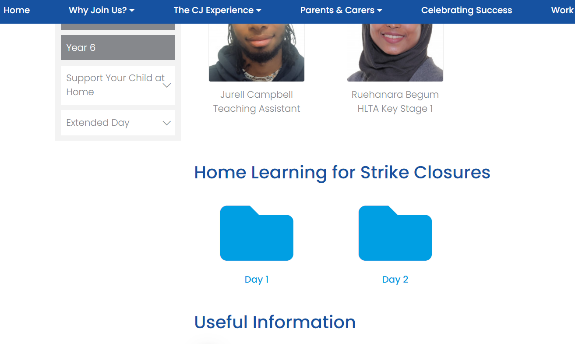 Home Why Join Us? The CJ Experience Parents & Carers Celebrating Success Work
Year 6
Support Your Child at
Home
Extended Day
Jurell Campbell
Teaching Assistant
Ruehanara Begum
HLTA Key Stage 1
Home Learning for Strike Closures
Day 1
Day 2
Useful Information